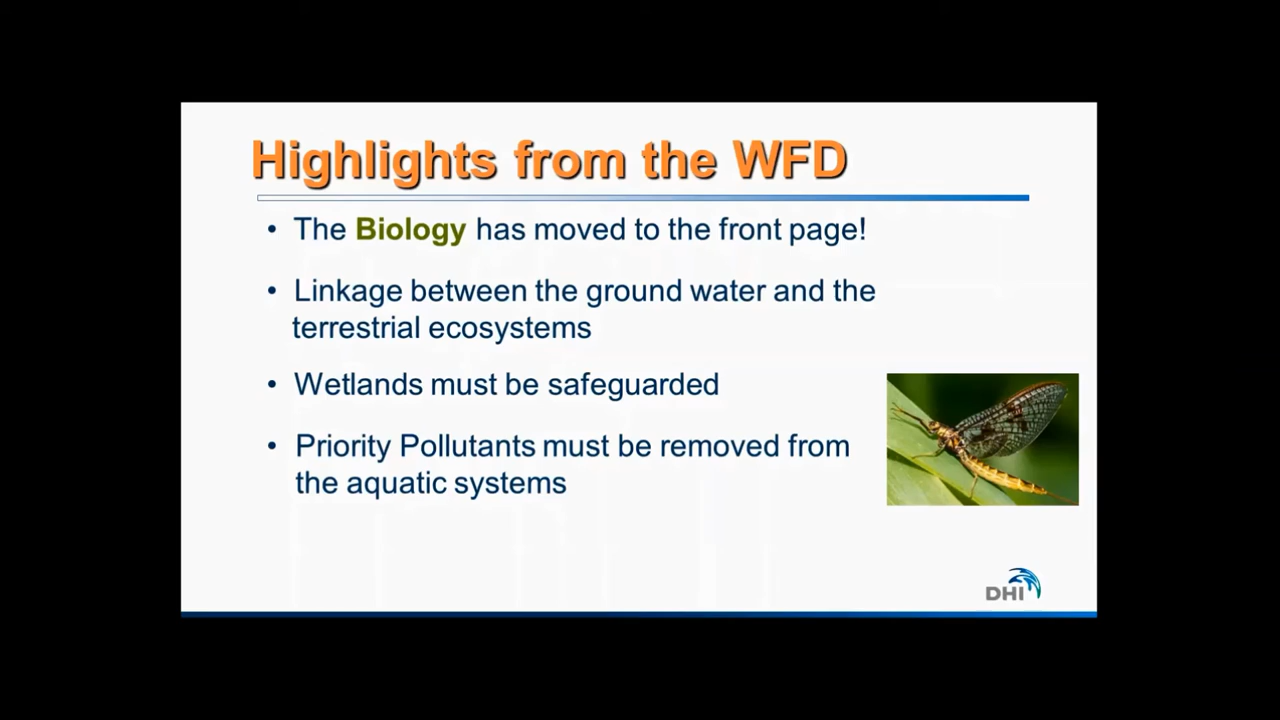 Highlights from the WFD
• The Biology has moved to the front page!
• Linkage between the ground water and the
terrestrial ecosystems
• Wetlands must be safeguarded
• Priority Pollutants must be removed from
the aquatic systems
DHI